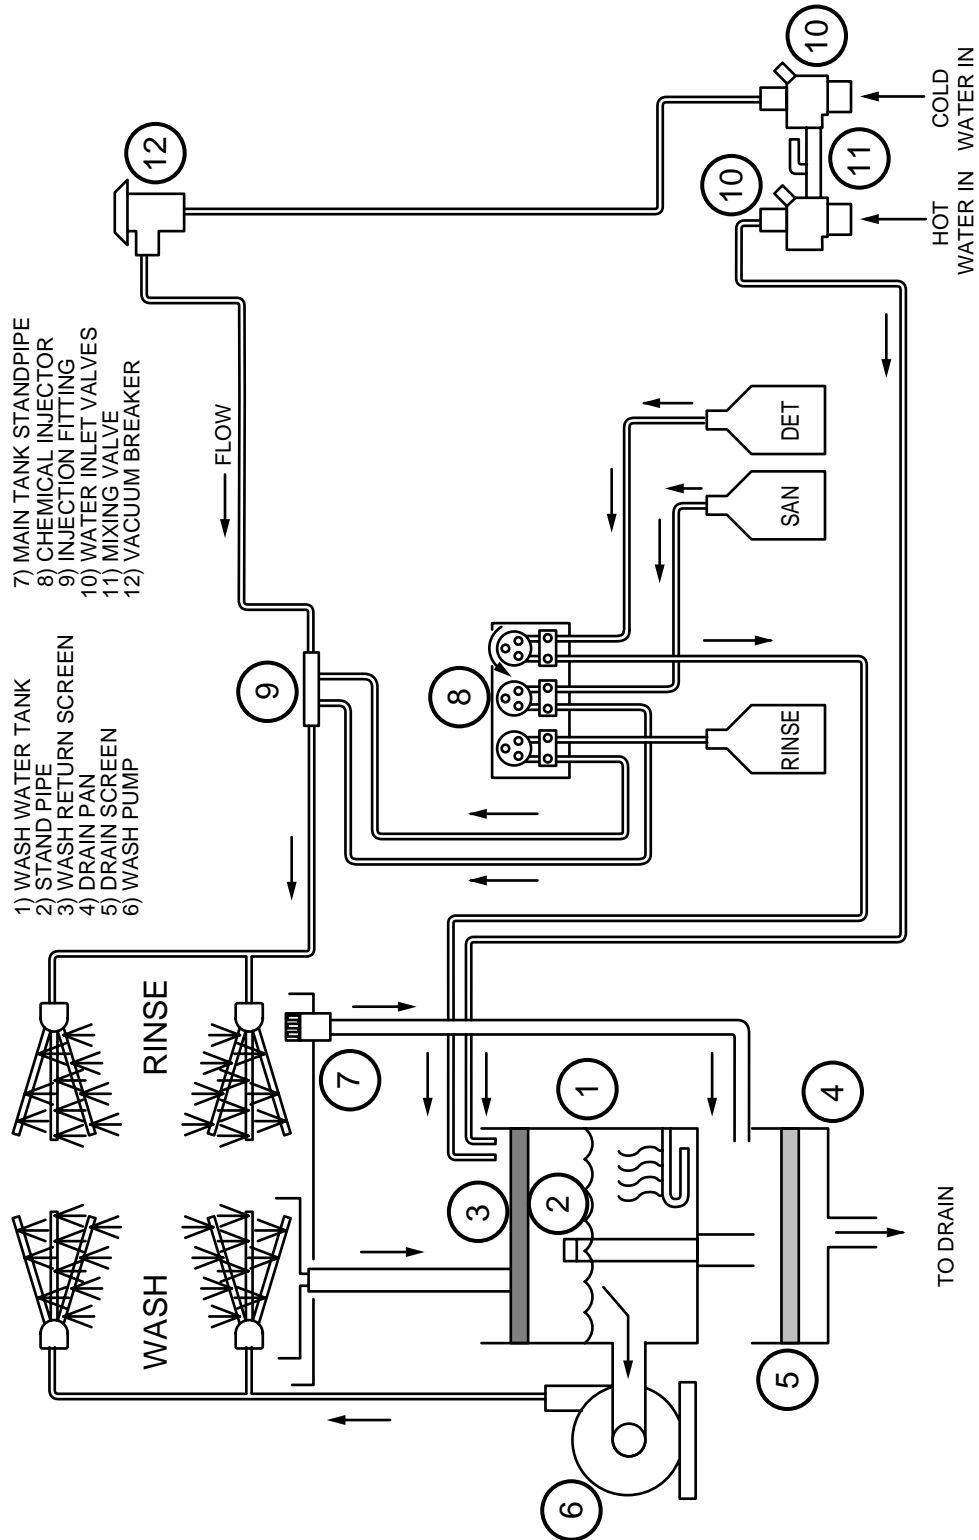 1) WASH WATER TANK
2) STAND PIPE
3) WASH RETURN SCREEN
4) DRAIN PAN
5) DRAIN SCREEN
6) WASH PUMP
7) MAIN TANK STANDPIPE
8) CHEMICAL INJECTOR
9) INJECTION FITTING
10) WATER INLET VALVES
11) MIXING VALVE
12) VACUUM BREAKER
WASH
RINSE
FLOW
12
9
7
8
10
10
11
3
2
1
6
5
4
RINSE
SAN
DET
HOT
WATER IN
COLD
WATER IN
TO DRAIN